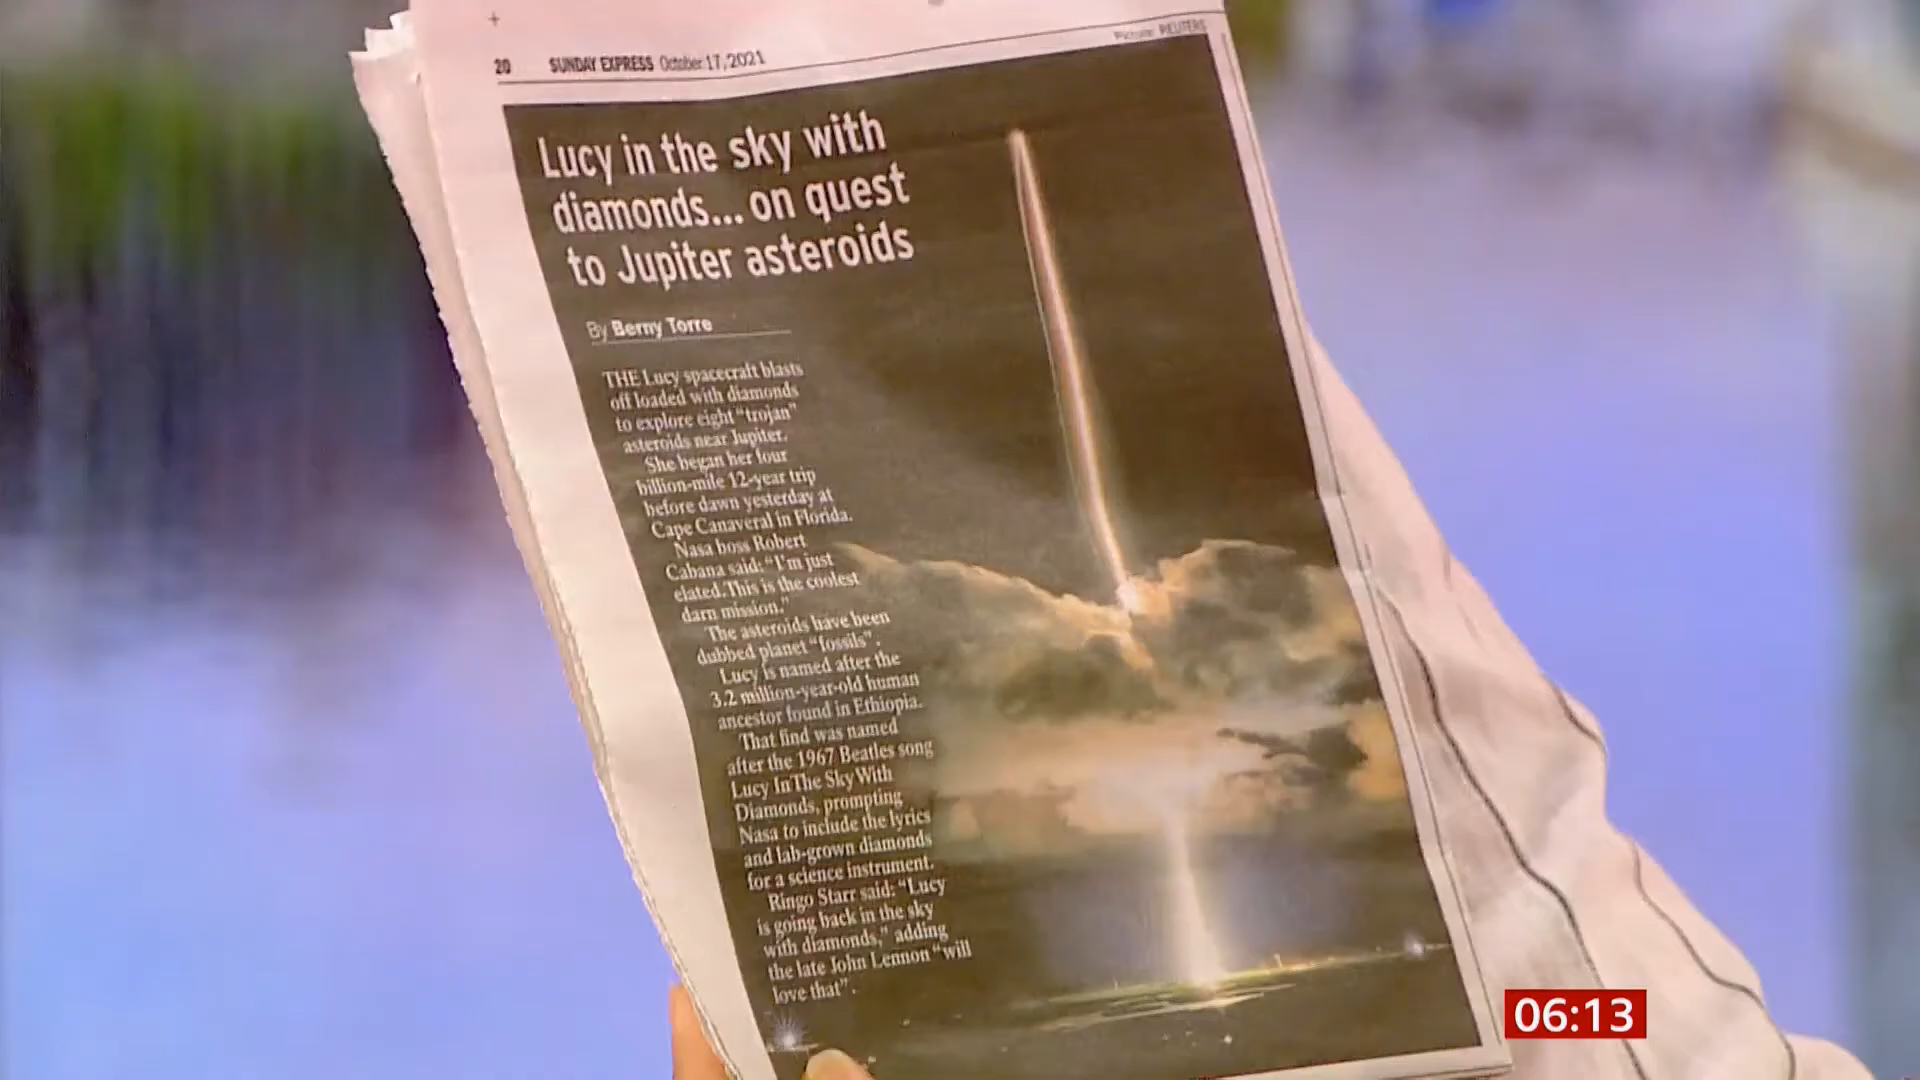 20 SUNDAY EXPRESS October 17, 2021
Picture: REUTERS
Lucy in the sky with
diamonds... on quest
to Jupiter asteroids
By Berny Torre
THE Lucy spacecraft blasts
off loaded with diamonds
to explore eight “trojan”
asteroids near Jupiter.
She began her four
billion-mile 12-year trip
before dawn yesterday at
Cape Canaveral in Florida.
Nasa boss Robert
Cabana said: “I'm just
elated. This is the coolest
darn mission.”
The asteroids have been
dubbed planet “fossils”.
Lucy is named after the
3.2 million-year-old human
ancestor found in Ethiopia.
That find was named
after the 1967 Beatles song
Lucy In The Sky With
Diamonds, prompting
Nasa to include the lyrics
and lab-grown diamonds
for a science instrument.
Ringo Starr said: “Lucy
is going back in the sky
with diamonds,” adding
the late John Lennon “will
love that”.
06:13